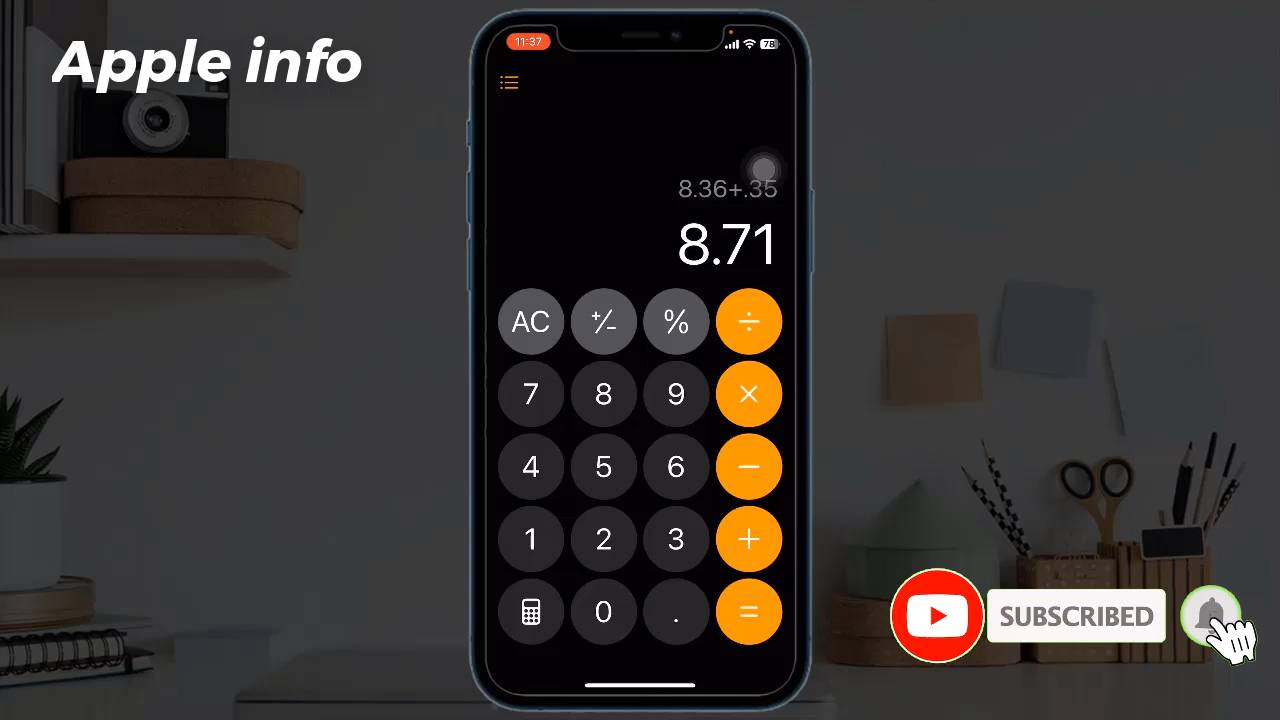 Apple info
11:37
78
8.36+.35
8.71
AC +/− % ÷
7 8 9 ×
4 5 6 −
1 2 3 +
0 . =
SUBSCRIBED